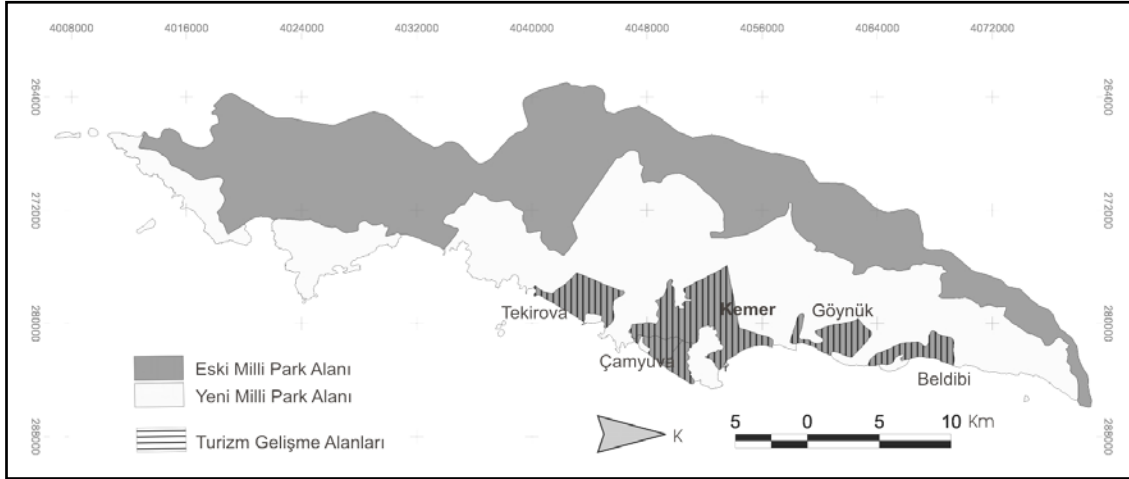 4008000 4016000 4024000 4032000 4040000 4048000 4056000 4064000 4072000
264000 264000
272000 272000
Tekirova Kemer Göynük
280000 280000
Çamyuva
Beldibi
Eski Milli Park Alanı
Yeni Milli Park Alanı
Turizm Gelişme Alanları
K
5 0 5 10 Km
288000 288000